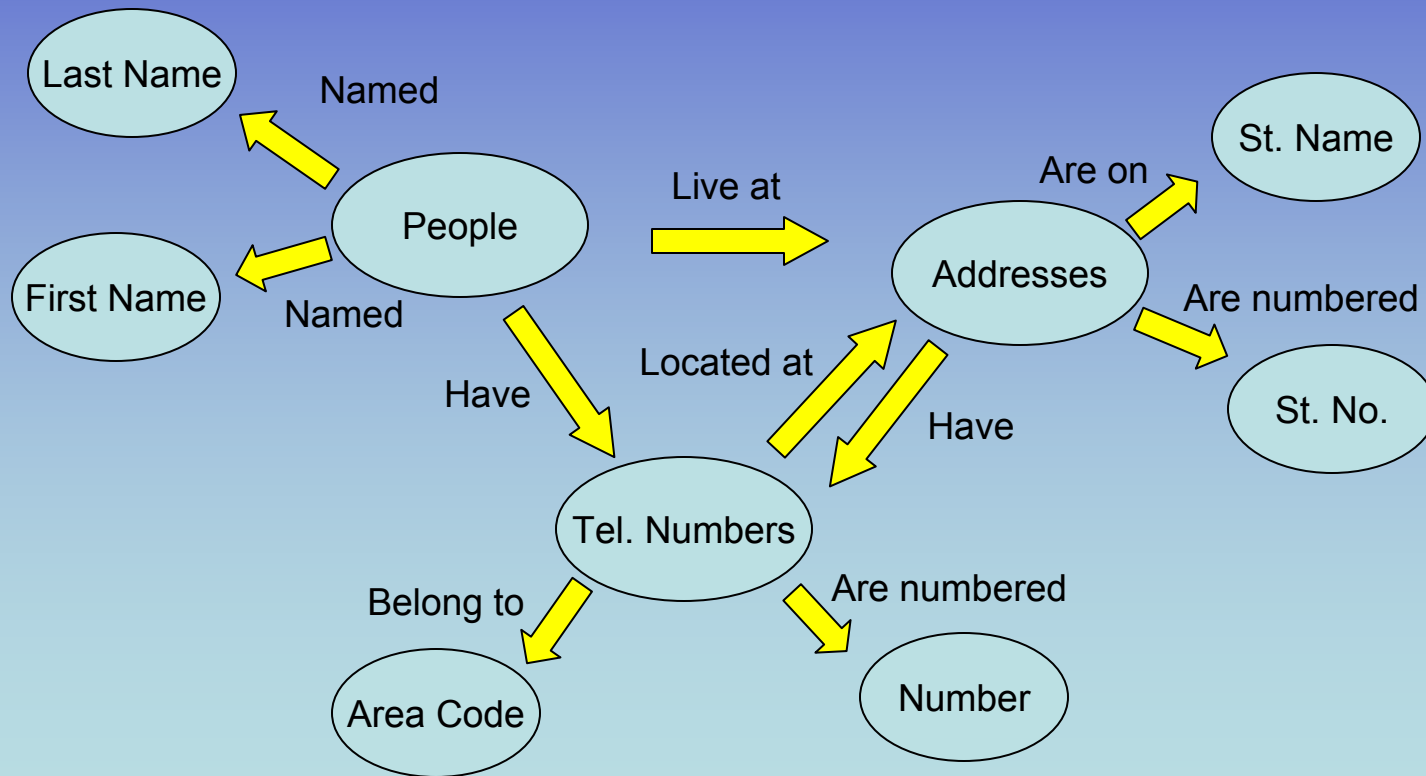 Last Name
Named
St. Name
Are on
Live at
People
Addresses
First Name
Named
Are numbered
Located at
Have
St. No.
Have
Tel. Numbers
Belong to
Are numbered
Area Code
Number